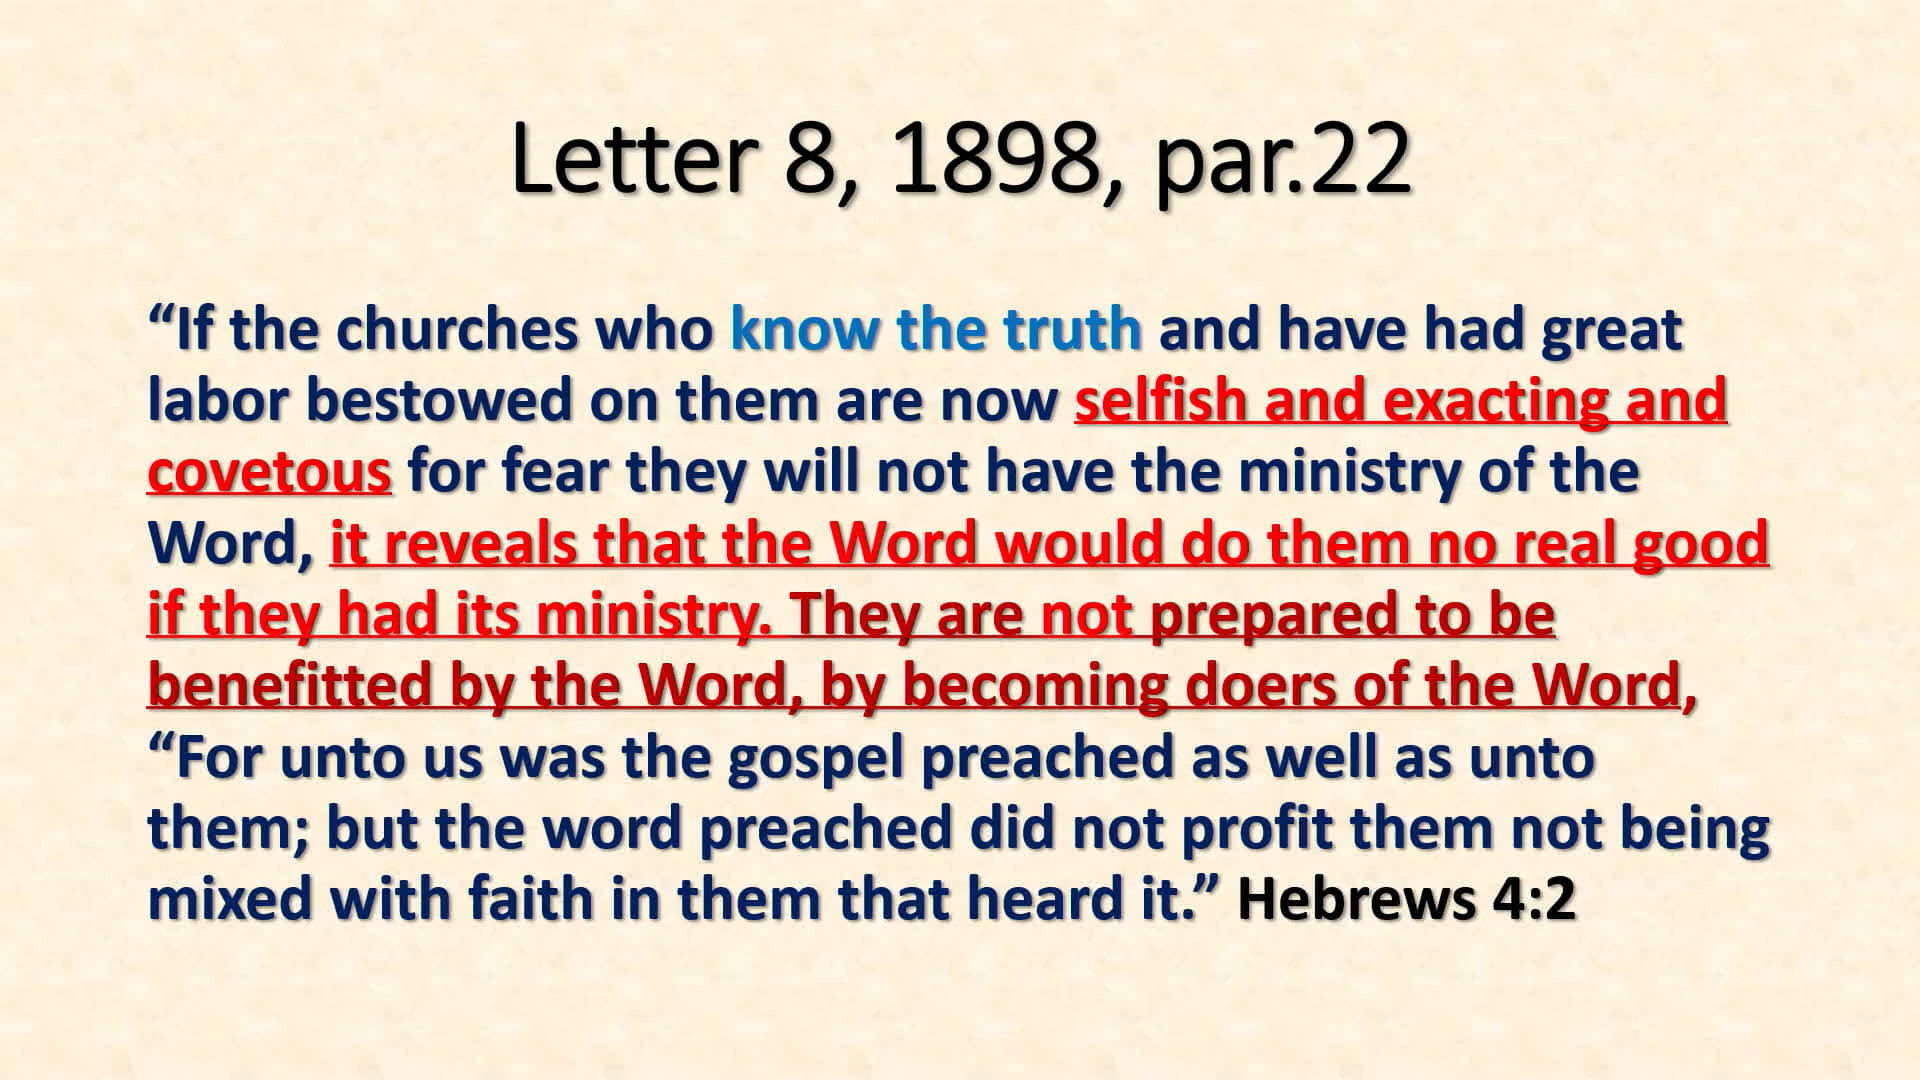 Letter 8, 1898, par.22
“If the churches who know the truth and have had great
labor bestowed on them are now selfish and exacting and
covetous for fear they will not have the ministry of the
Word, it reveals that the Word would do them no real good
if they had its ministry. They are not prepared to be
benefitted by the Word, by becoming doers of the Word,
“For unto us was the gospel preached as well as unto
them; but the word preached did not profit them not being
mixed with faith in them that heard it.” Hebrews 4:2